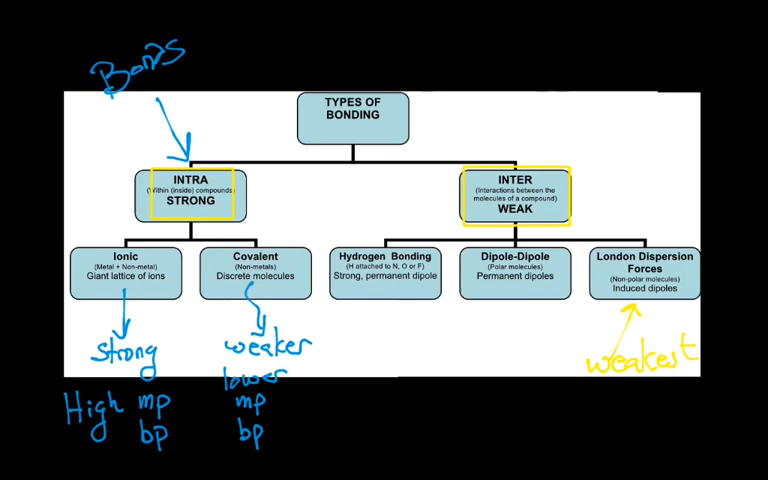 Bonds
TYPES OF
BONDING
INTRA
(Within (inside) compounds)
STRONG
INTER
(Interactions between the
molecules of a compound)
WEAK
Ionic
(Metal + Non-metal)
Giant lattice of ions
Covalent
(Non-metals)
Discrete molecules
Hydrogen Bonding
(H attached to N, O or F)
Strong, permanent dipole
Dipole-Dipole
(Polar molecules)
Permanent dipoles
London Dispersion
Forces
(Non-polar molecules)
Induced dipoles
strong
High mp
bp
weaker
lower
mp
bp
weakest